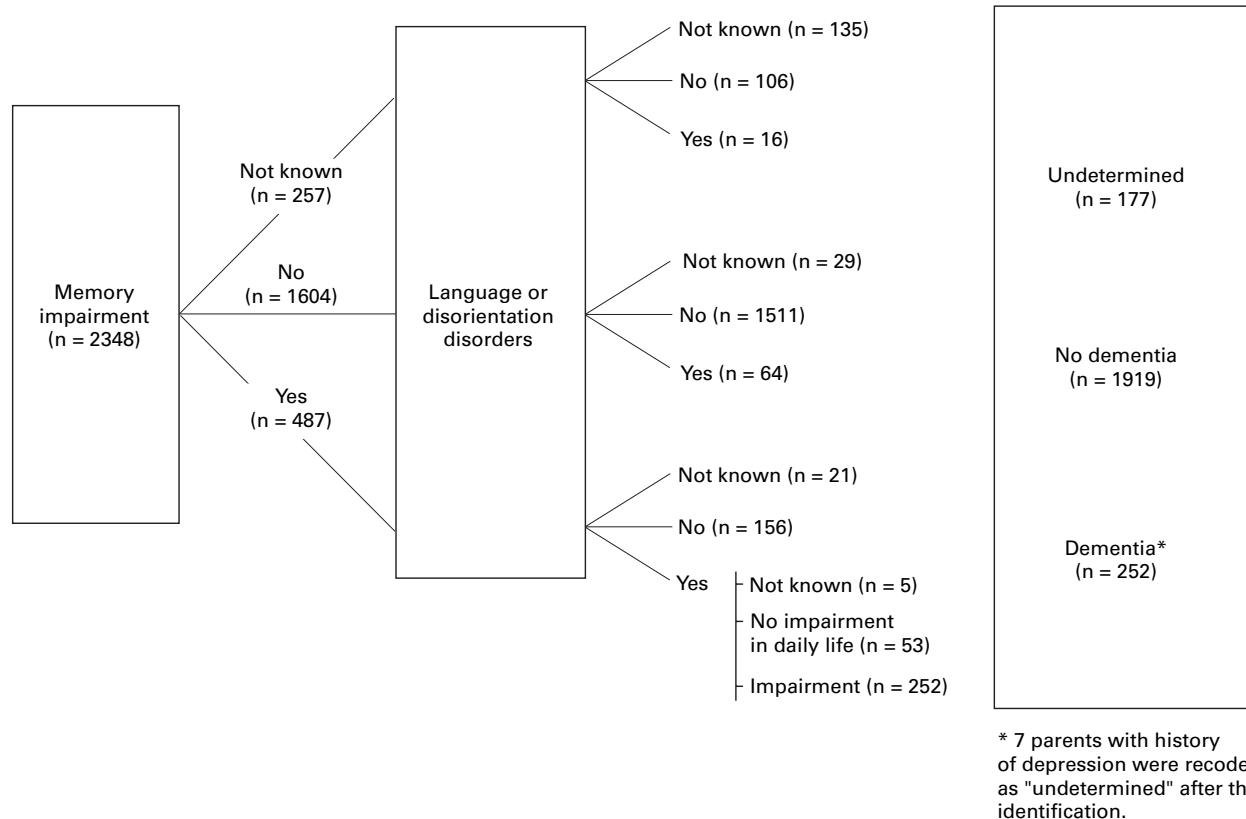 Memory
impairment
(n = 2348)
Not known
(n = 257)
No
(n = 1604)
Yes
(n = 487)
Language or
disorientation
disorders
Not known (n = 135)
No (n = 106)
Yes (n = 16)
Not known (n = 29)
No (n = 1511)
Yes (n = 64)
Not known (n = 21)
No (n = 156)
Yes
Not known (n = 5)
No impairment
in daily life (n = 53)
Impairment (n = 252)
Undetermined
(n = 177)
No dementia
(n = 1919)
Dementia*
(n = 252)
* 7 parents with history
of depression were recode
as "undetermined" after th
identification.